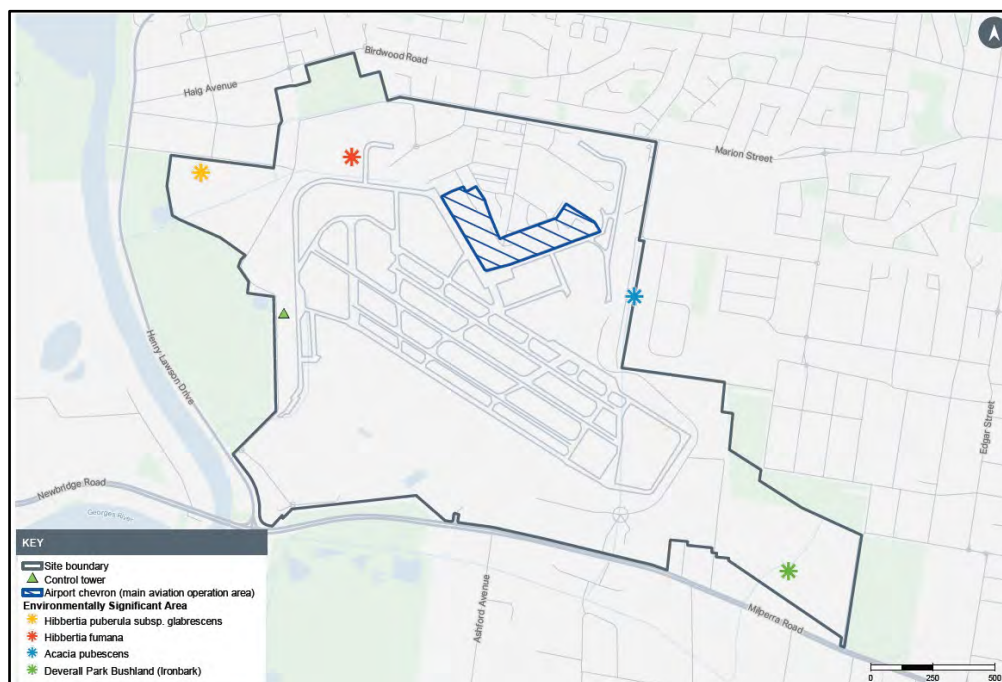 Birdwood Road
Haig Avenue
Marion Street
Henry Lawson Drive
Edgar Street
Newbridge Road
Georges River
Ashford Avenue
Milperra Road
KEY
Site boundary
Control tower
Airport chevron (main aviation operation area)
Environmentally Significant Area
Hibbertia puberula subsp. glabrescens
Hibbertia fumana
Acacia pubescens
Deverall Park Bushland (Ironbark)
0 250 500